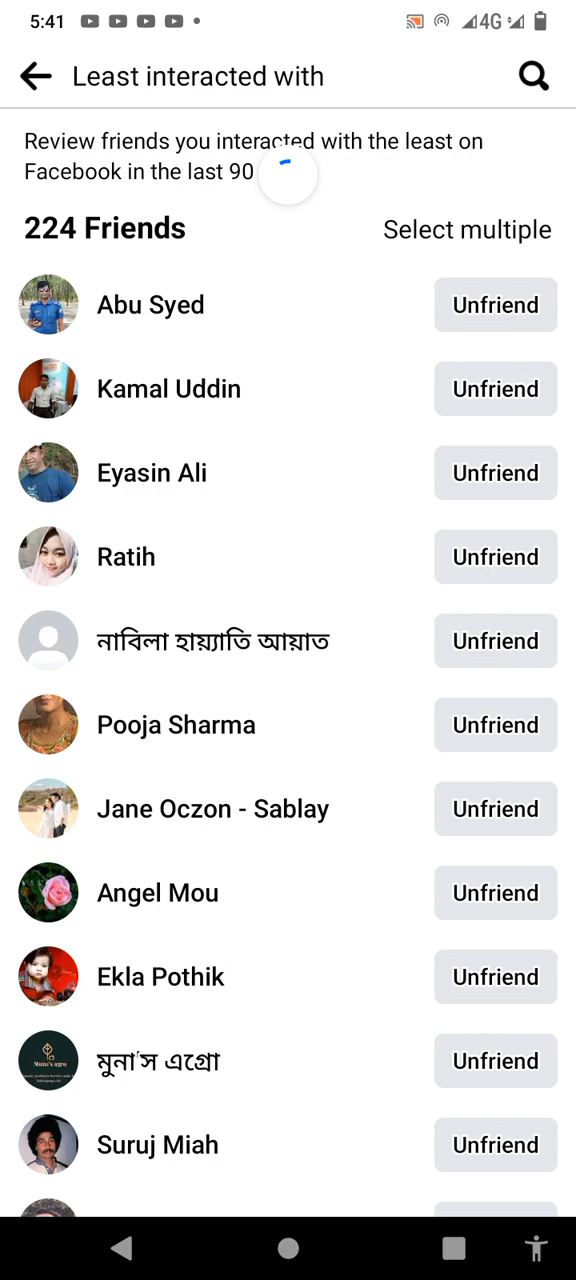 5:41
4G
Least interacted with
Review friends you interacted with the least on
Facebook in the last 90
224 Friends
Select multiple
Abu Syed
Unfriend
Kamal Uddin
Unfriend
Eyasin Ali
Unfriend
Ratih
Unfriend
নাবিলা হায়্যাতি আয়াত
Unfriend
Pooja Sharma
Unfriend
Jane Oczon - Sablay
Unfriend
Angel Mou
Unfriend
Ekla Pothik
Unfriend
Muna's agro
মুনা'স এগ্রো
Unfriend
Suruj Miah
Unfriend